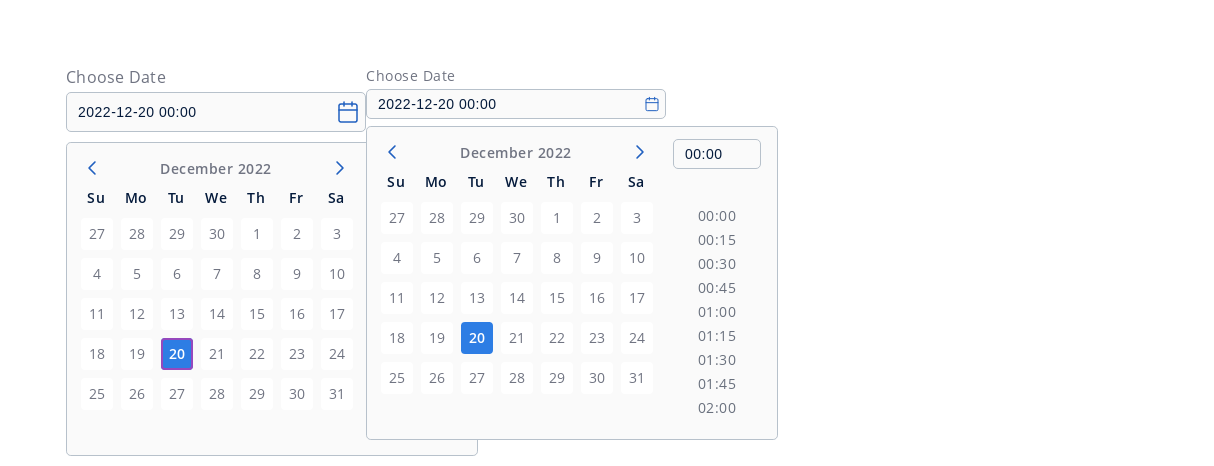 Choose Date
2022-12-20 00:00
December 2022
Su Mo Tu We Th Fr Sa
27 28 29 30 1 2 3
4 5 6 7 8 9 10
11 12 13 14 15 16 17
18 19 20 21 22 23 24
25 26 27 28 29 30 31
Choose Date
2022-12-20 00:00
December 2022
Su Mo Tu We Th Fr Sa
27 28 29 30 1 2 3
4 5 6 7 8 9 10
11 12 13 14 15 16 17
18 19 20 21 22 23 24
25 26 27 28 29 30 31
00:00
00:00
00:15
00:30
00:45
01:00
01:15
01:30
01:45
02:00